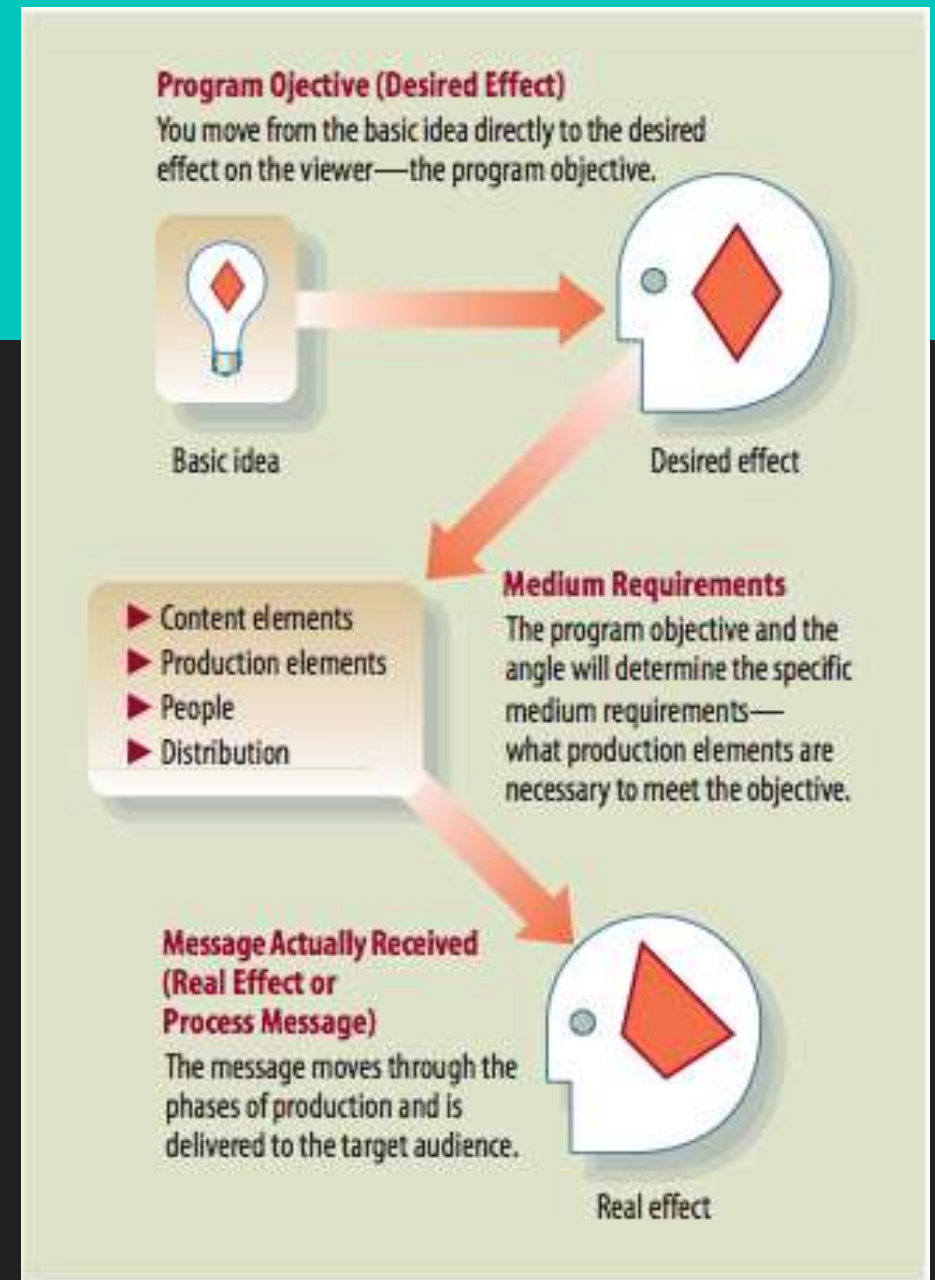 Program Ojective (Desired Effect)
You move from the basic idea directly to the desired
effect on the viewer—the program objective.
Basic idea
Desired effect
▶ Content elements
▶ Production elements
▶ People
▶ Distribution
Medium Requirements
The program objective and the
angle will determine the specific
medium requirements—
what production elements are
necessary to meet the objective.
Message Actually Received
(Real Effect or
Process Message)
The message moves through the
phases of production and is
delivered to the target audience.
Real effect